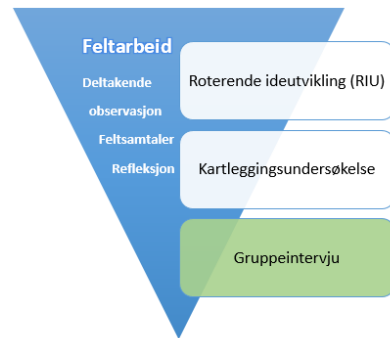 Feltarbeid
Deltakende
observasjon
Feltsamtaler
Refleksjon
Roterende ideutvikling (RIU)
Kartleggingsundersøkelse
Gruppeintervju